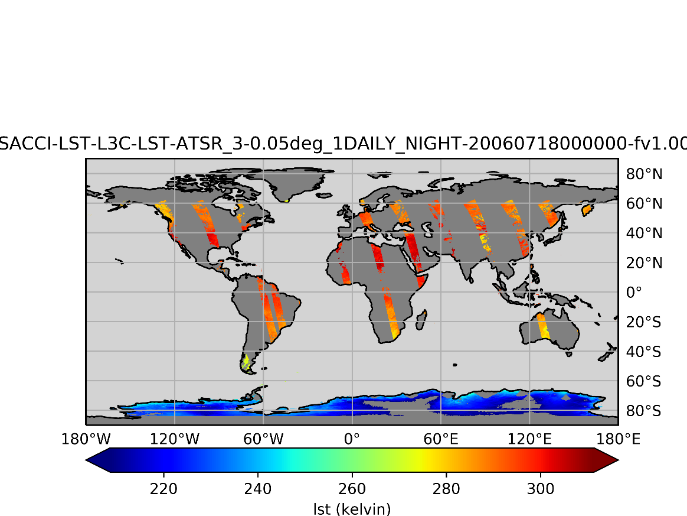 SACCI-LST-L3C-LST-ATSR_3-0.05deg_1DAILY_NIGHT-20060718000000-fv1.00
80°N
60°N
40°N
20°N
0°
20°S
40°S
60°S
80°S
180°W 120°W 60°W 0° 60°E 120°E 180°E
220 240 260 280 300
lst (kelvin)